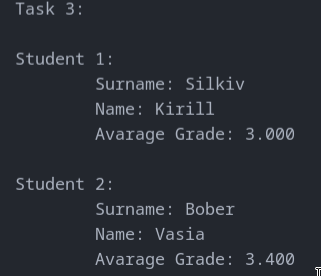 Task 3:
Student 1:
Surname: Silkiv
Name: Kirill
Avarage Grade: 3.000
Student 2:
Surname: Bober
Name: Vasia
Avarage Grade: 3.400